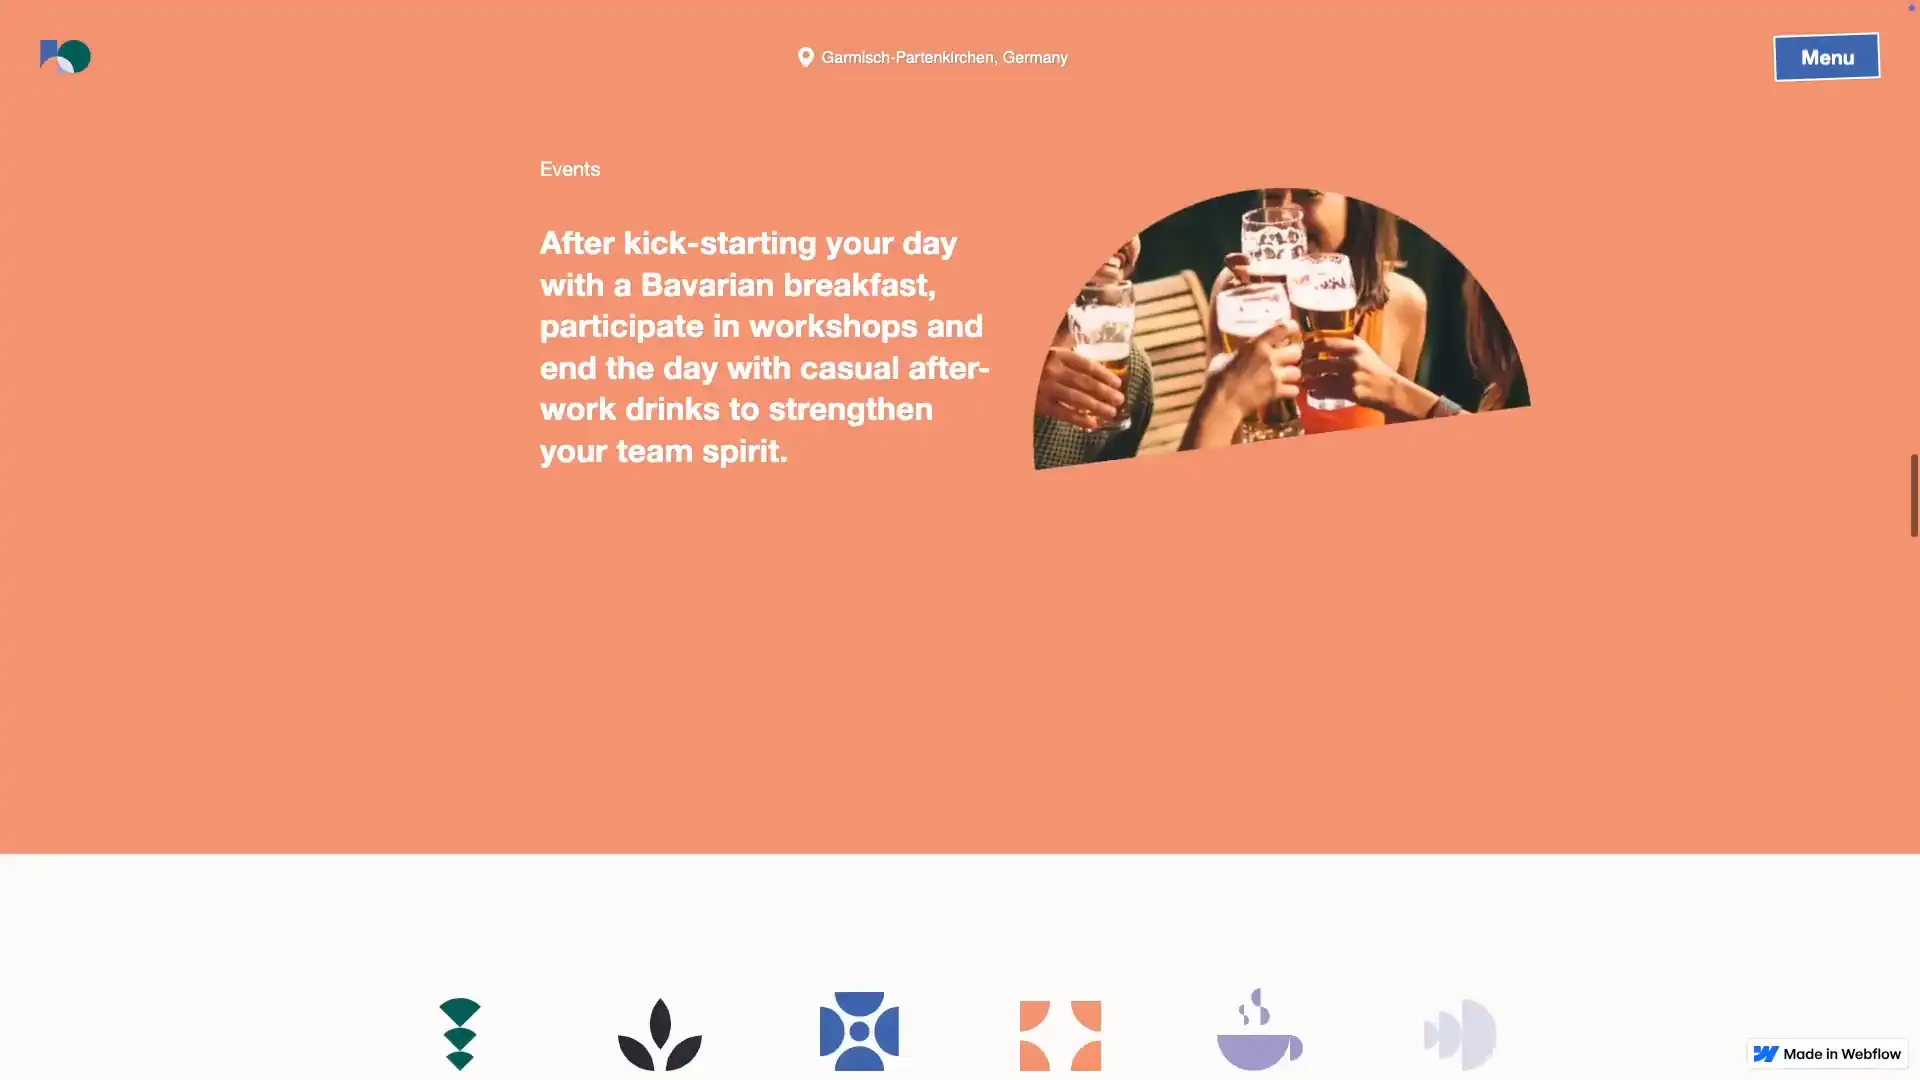 Garmisch-Partenkirchen, Germany
Menu
Events
After kick-starting your day
with a Bavarian breakfast,
participate in workshops and
end the day with casual after-
work drinks to strengthen
your team spirit.
Made in Webflow